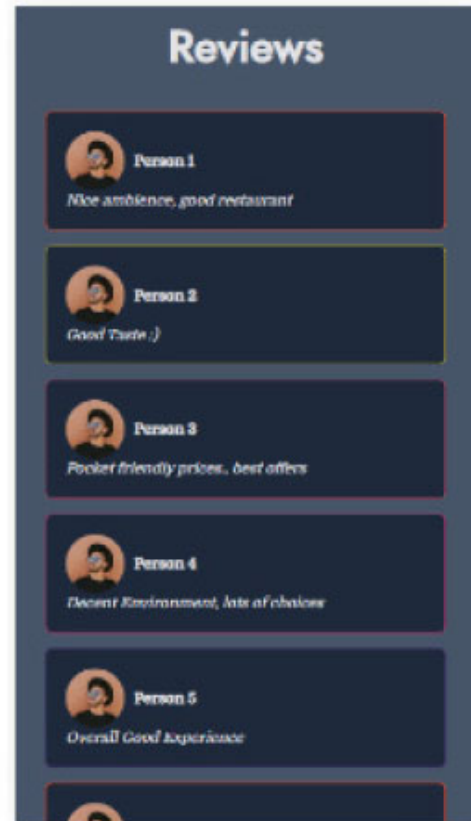 Reviews
Person 1
Nice ambience, good restaurant
Person 2
Good Taste :)
Person 3
Pocket friendly prices.. best offers
Person 4
Decent Environment, lots of choices
Person 5
Overall Good Experience